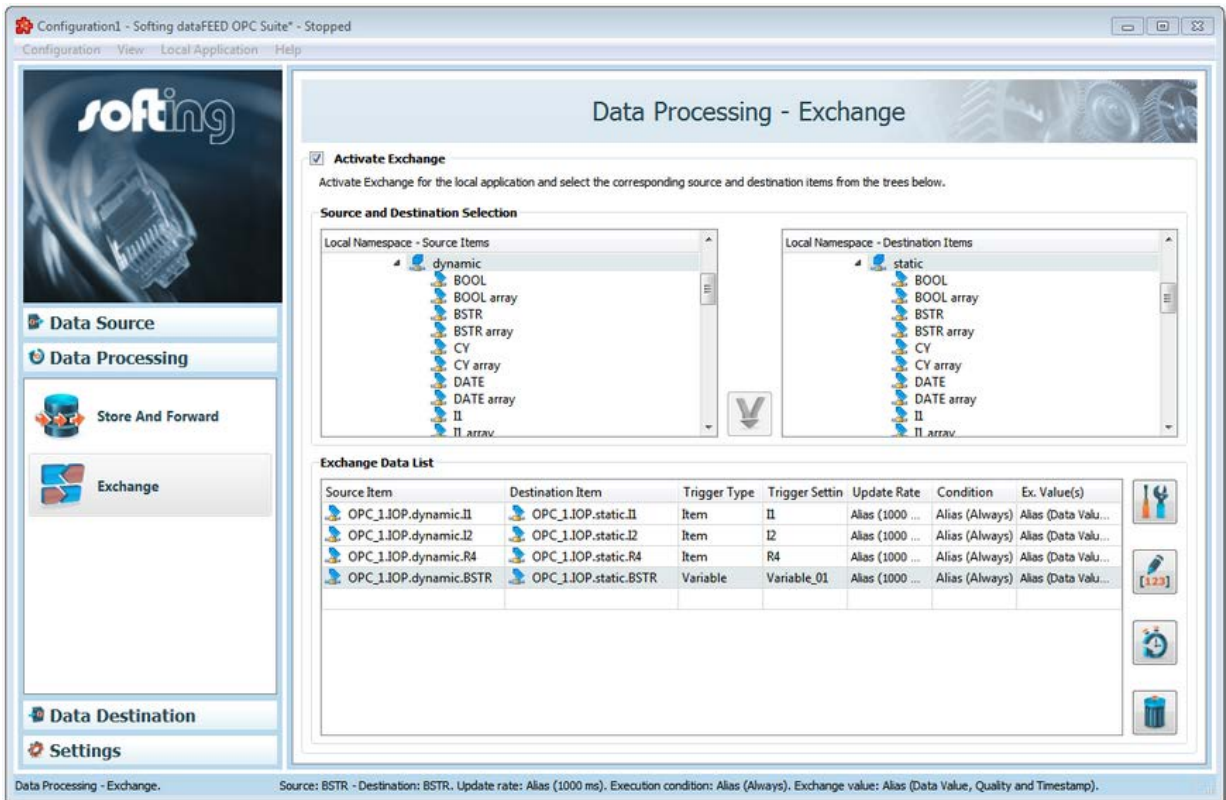 Configuration1 - Softing dataFEED OPC Suite* - Stopped
Configuration View Local Application Help
softing
Data Processing - Exchange
Activate Exchange
Activate Exchange for the local application and select the corresponding source and destination items from the trees below.
Source and Destination Selection
Local Namespace - Source Items
dynamic
BOOL
BOOL array
BSTR
BSTR array
CY
CY array
DATE
DATE array
I1
I1 array
Local Namespace - Destination Items
static
BOOL
BOOL array
BSTR
BSTR array
CY
CY array
DATE
DATE array
I1
I1 array
Data Source
Data Processing
Store And Forward
Exchange
Data Destination
Settings
Exchange Data List
Source Item Destination Item Trigger Type Trigger Settin Update Rate Condition Ex. Value(s)
OPC_1.IOP.dynamic.I1 OPC_1.IOP.static.I1 Item I1 Alias (1000 ... Alias (Always) Alias (Data Valu...
OPC_1.IOP.dynamic.I2 OPC_1.IOP.static.I2 Item I2 Alias (1000 ... Alias (Always) Alias (Data Valu...
OPC_1.IOP.dynamic.R4 OPC_1.IOP.static.R4 Item R4 Alias (1000 ... Alias (Always) Alias (Data Valu...
OPC_1.IOP.dynamic.BSTR OPC_1.IOP.static.BSTR Variable Variable_01 Alias (1000 ... Alias (Always) Alias (Data Valu...
[123]
Data Processing - Exchange. Source: BSTR - Destination: BSTR. Update rate: Alias (1000 ms). Execution condition: Alias (Always). Exchange value: Alias (Data Value, Quality and Timestamp).